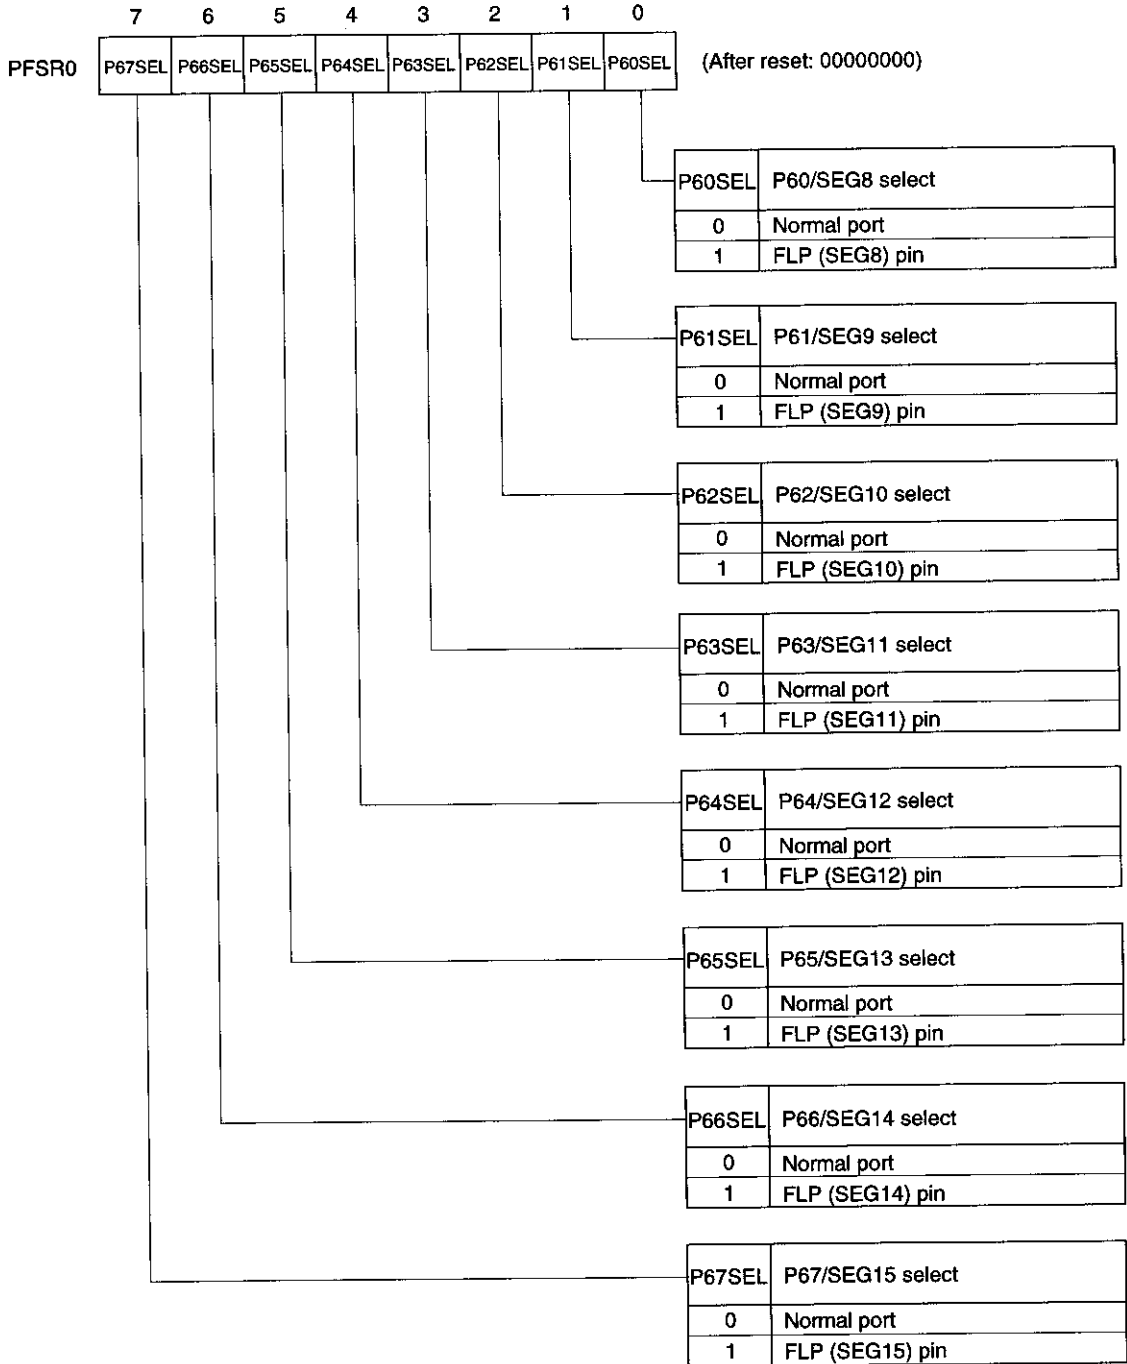 7 6 5 4 3 2 1 0
PFSR0 P67SEL P66SEL P65SEL P64SEL P63SEL P62SEL P61SEL P60SEL (After reset: 00000000)
P60SEL P60/SEG8 select
0 Normal port
1 FLP (SEG8) pin
P61SEL P61/SEG9 select
0 Normal port
1 FLP (SEG9) pin
P62SEL P62/SEG10 select
0 Normal port
1 FLP (SEG10) pin
P63SEL P63/SEG11 select
0 Normal port
1 FLP (SEG11) pin
P64SEL P64/SEG12 select
0 Normal port
1 FLP (SEG12) pin
P65SEL P65/SEG13 select
0 Normal port
1 FLP (SEG13) pin
P66SEL P66/SEG14 select
0 Normal port
1 FLP (SEG14) pin
P67SEL P67/SEG15 select
0 Normal port
1 FLP (SEG15) pin